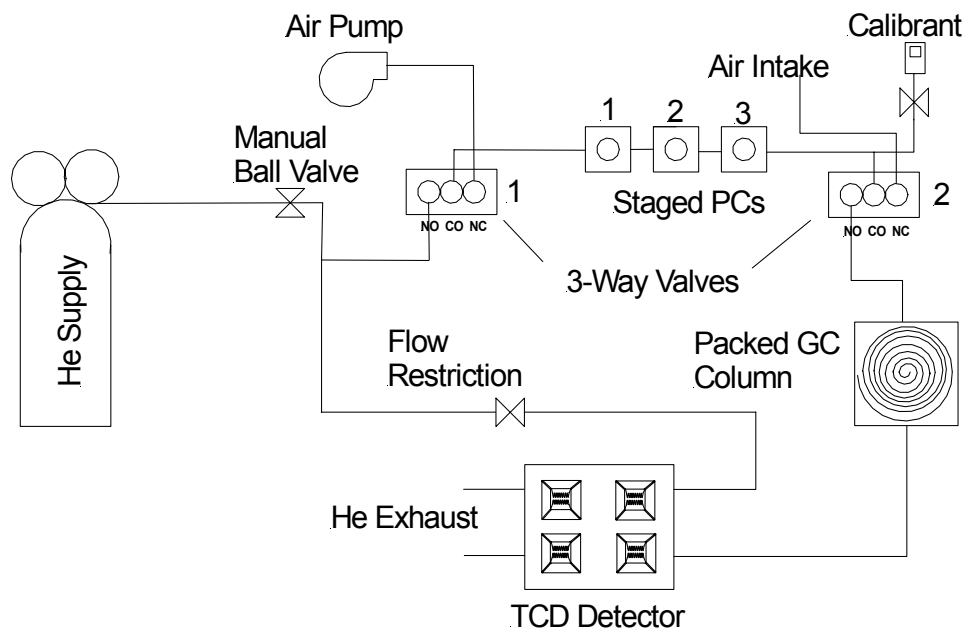 Air Pump
Calibrant
Air Intake
1 2 3
Manual
Ball Valve
1
Staged PCs
2
NO CO NC
NO CO NC
3-Way Valves
He Supply
Flow
Restriction
Packed GC
Column
He Exhaust
TCD Detector